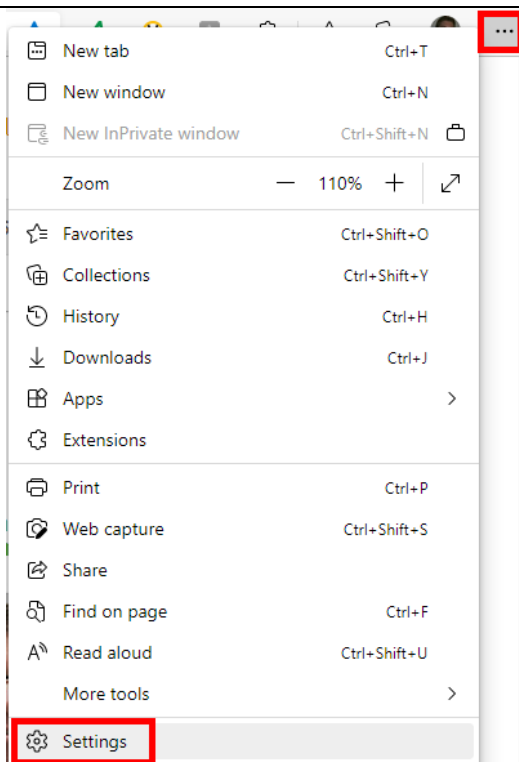 New tab Ctrl+T
New window Ctrl+N
New InPrivate window Ctrl+Shift+N
Zoom — 110% +
Favorites Ctrl+Shift+O
Collections Ctrl+Shift+Y
History Ctrl+H
Downloads Ctrl+J
Apps
Extensions
Print Ctrl+P
Web capture Ctrl+Shift+S
Share
Find on page Ctrl+F
Read aloud Ctrl+Shift+U
More tools
Settings